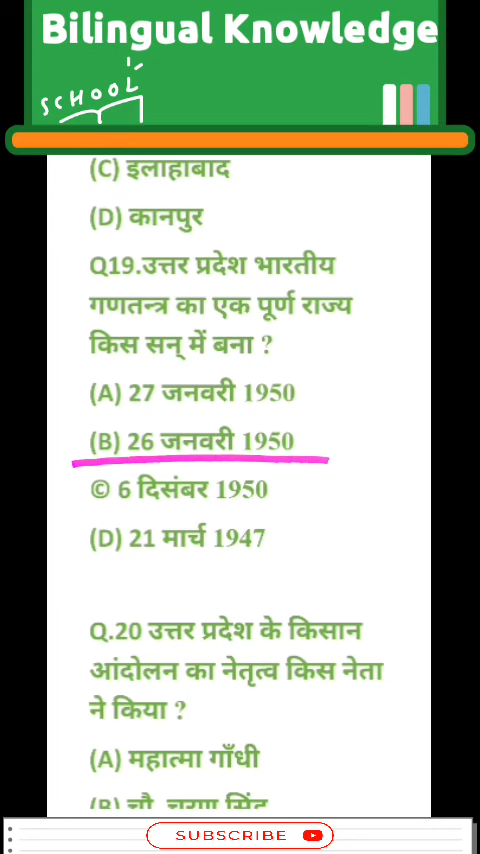 Bilingual Knowledge
SCHOOL
(C) इलाहाबाद
(D) कानपुर
Q19.उत्तर प्रदेश भारतीय
गणतन्त्र का एक पूर्ण राज्य
किस सन् में बना ?
(A) 27 जनवरी 1950
(B) 26 जनवरी 1950
© 6 दिसंबर 1950
(D) 21 मार्च 1947
Q.20 उत्तर प्रदेश के किसान
आंदोलन का नेतृत्व किस नेता
ने किया ?
(A) महात्मा गाँधी
(B) चौ. चरण सिंह
SUBSCRIBE